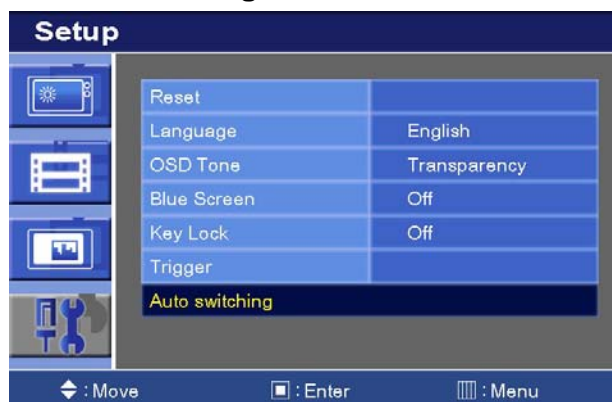 Setup
Reset
Language English
OSD Tone Transparency
Blue Screen Off
Key Lock Off
Trigger
Auto switching
: Move : Enter : Menu